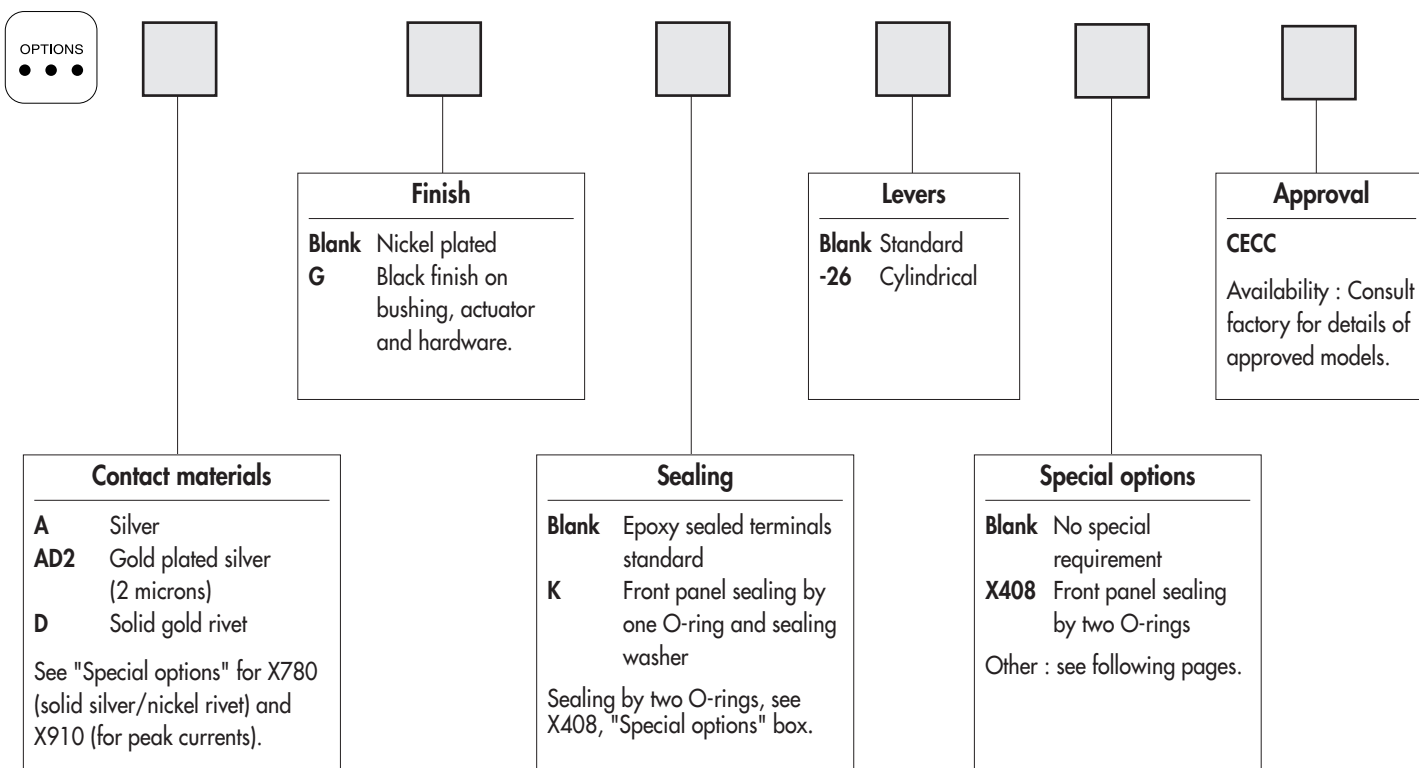 OPTIONS
Finish
Blank Nickel plated
G Black finish on
bushing, actuator
and hardware.
Levers
Blank Standard
-26 Cylindrical
Approval
CECC
Availability : Consult
factory for details of
approved models.
Contact materials
A Silver
AD2 Gold plated silver
(2 microns)
D Solid gold rivet
See "Special options" for X780
(solid silver/nickel rivet) and
X910 (for peak currents).
Sealing
Blank Epoxy sealed terminals
standard
K Front panel sealing by
one O-ring and sealing
washer
Sealing by two O-rings, see
X408, "Special options" box.
Special options
Blank No special
requirement
X408 Front panel sealing
by two O-rings
Other : see following pages.